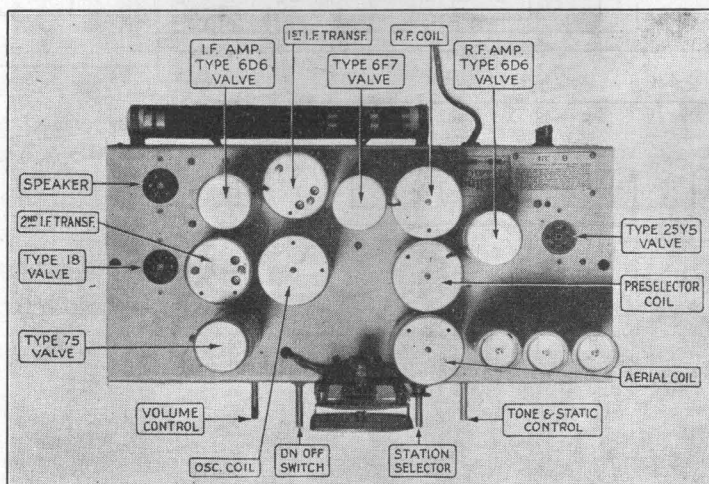 1ST I.F. TRANSF.
R.F. COIL
I.F. AMP.
TYPE 6D6
VALVE
TYPE 6F7
VALVE
R.F. AMP.
TYPE 6D6
VALVE
SPEAKER
2ND I.F. TRANSF.
TYPE 18
VALVE
TYPE 25Y5
VALVE
PRESELECTOR
COIL
TYPE 75
VALVE
AERIAL COIL
VOLUME
CONTROL
OSC. COIL
ON OFF
SWITCH
STATION
SELECTOR
TONE & STATIC
CONTROL